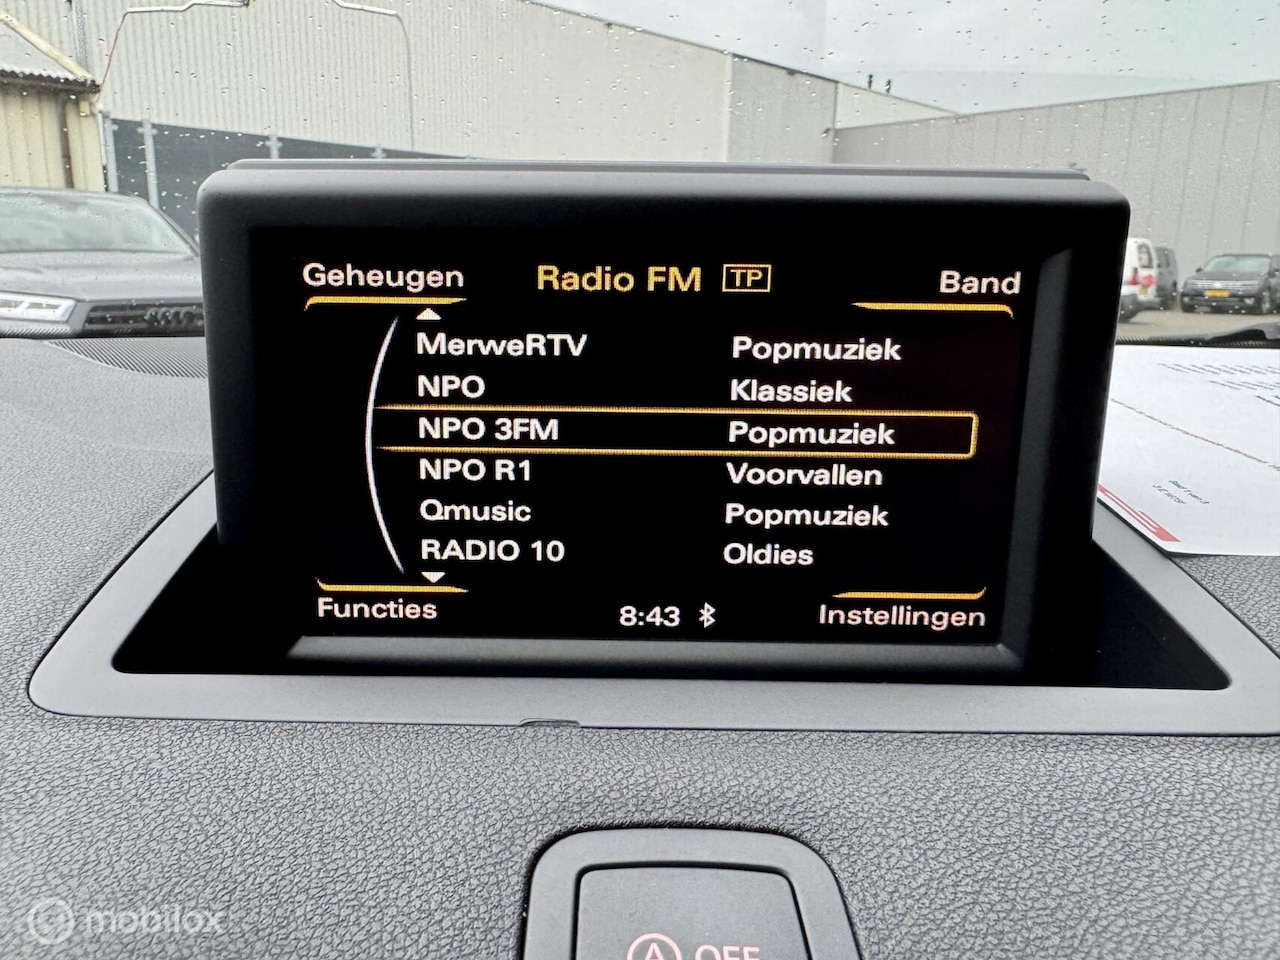 Geheugen Radio FM TP Band
MerweRTV Popmuziek
NPO Klassiek
NPO 3FM Popmuziek
NPO R1 Voorvallen
Qmusic Popmuziek
RADIO 10 Oldies
Functies 8:43 Instellingen
A OFF
mobilox